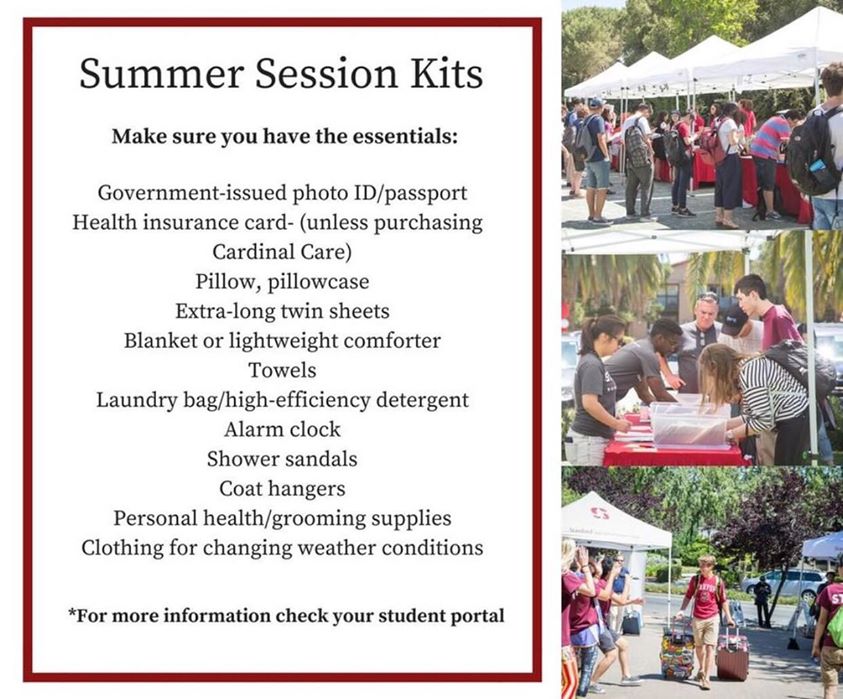 Summer Session Kits
Make sure you have the essentials:
Government-issued photo ID/passport
Health insurance card- (unless purchasing
Cardinal Care)
Pillow, pillowcase
Extra-long twin sheets
Blanket or lightweight comforter
Towels
Laundry bag/high-efficiency detergent
Alarm clock
Shower sandals
Coat hangers
Personal health/grooming supplies
Clothing for changing weather conditions
*For more information check your student portal
Stanford